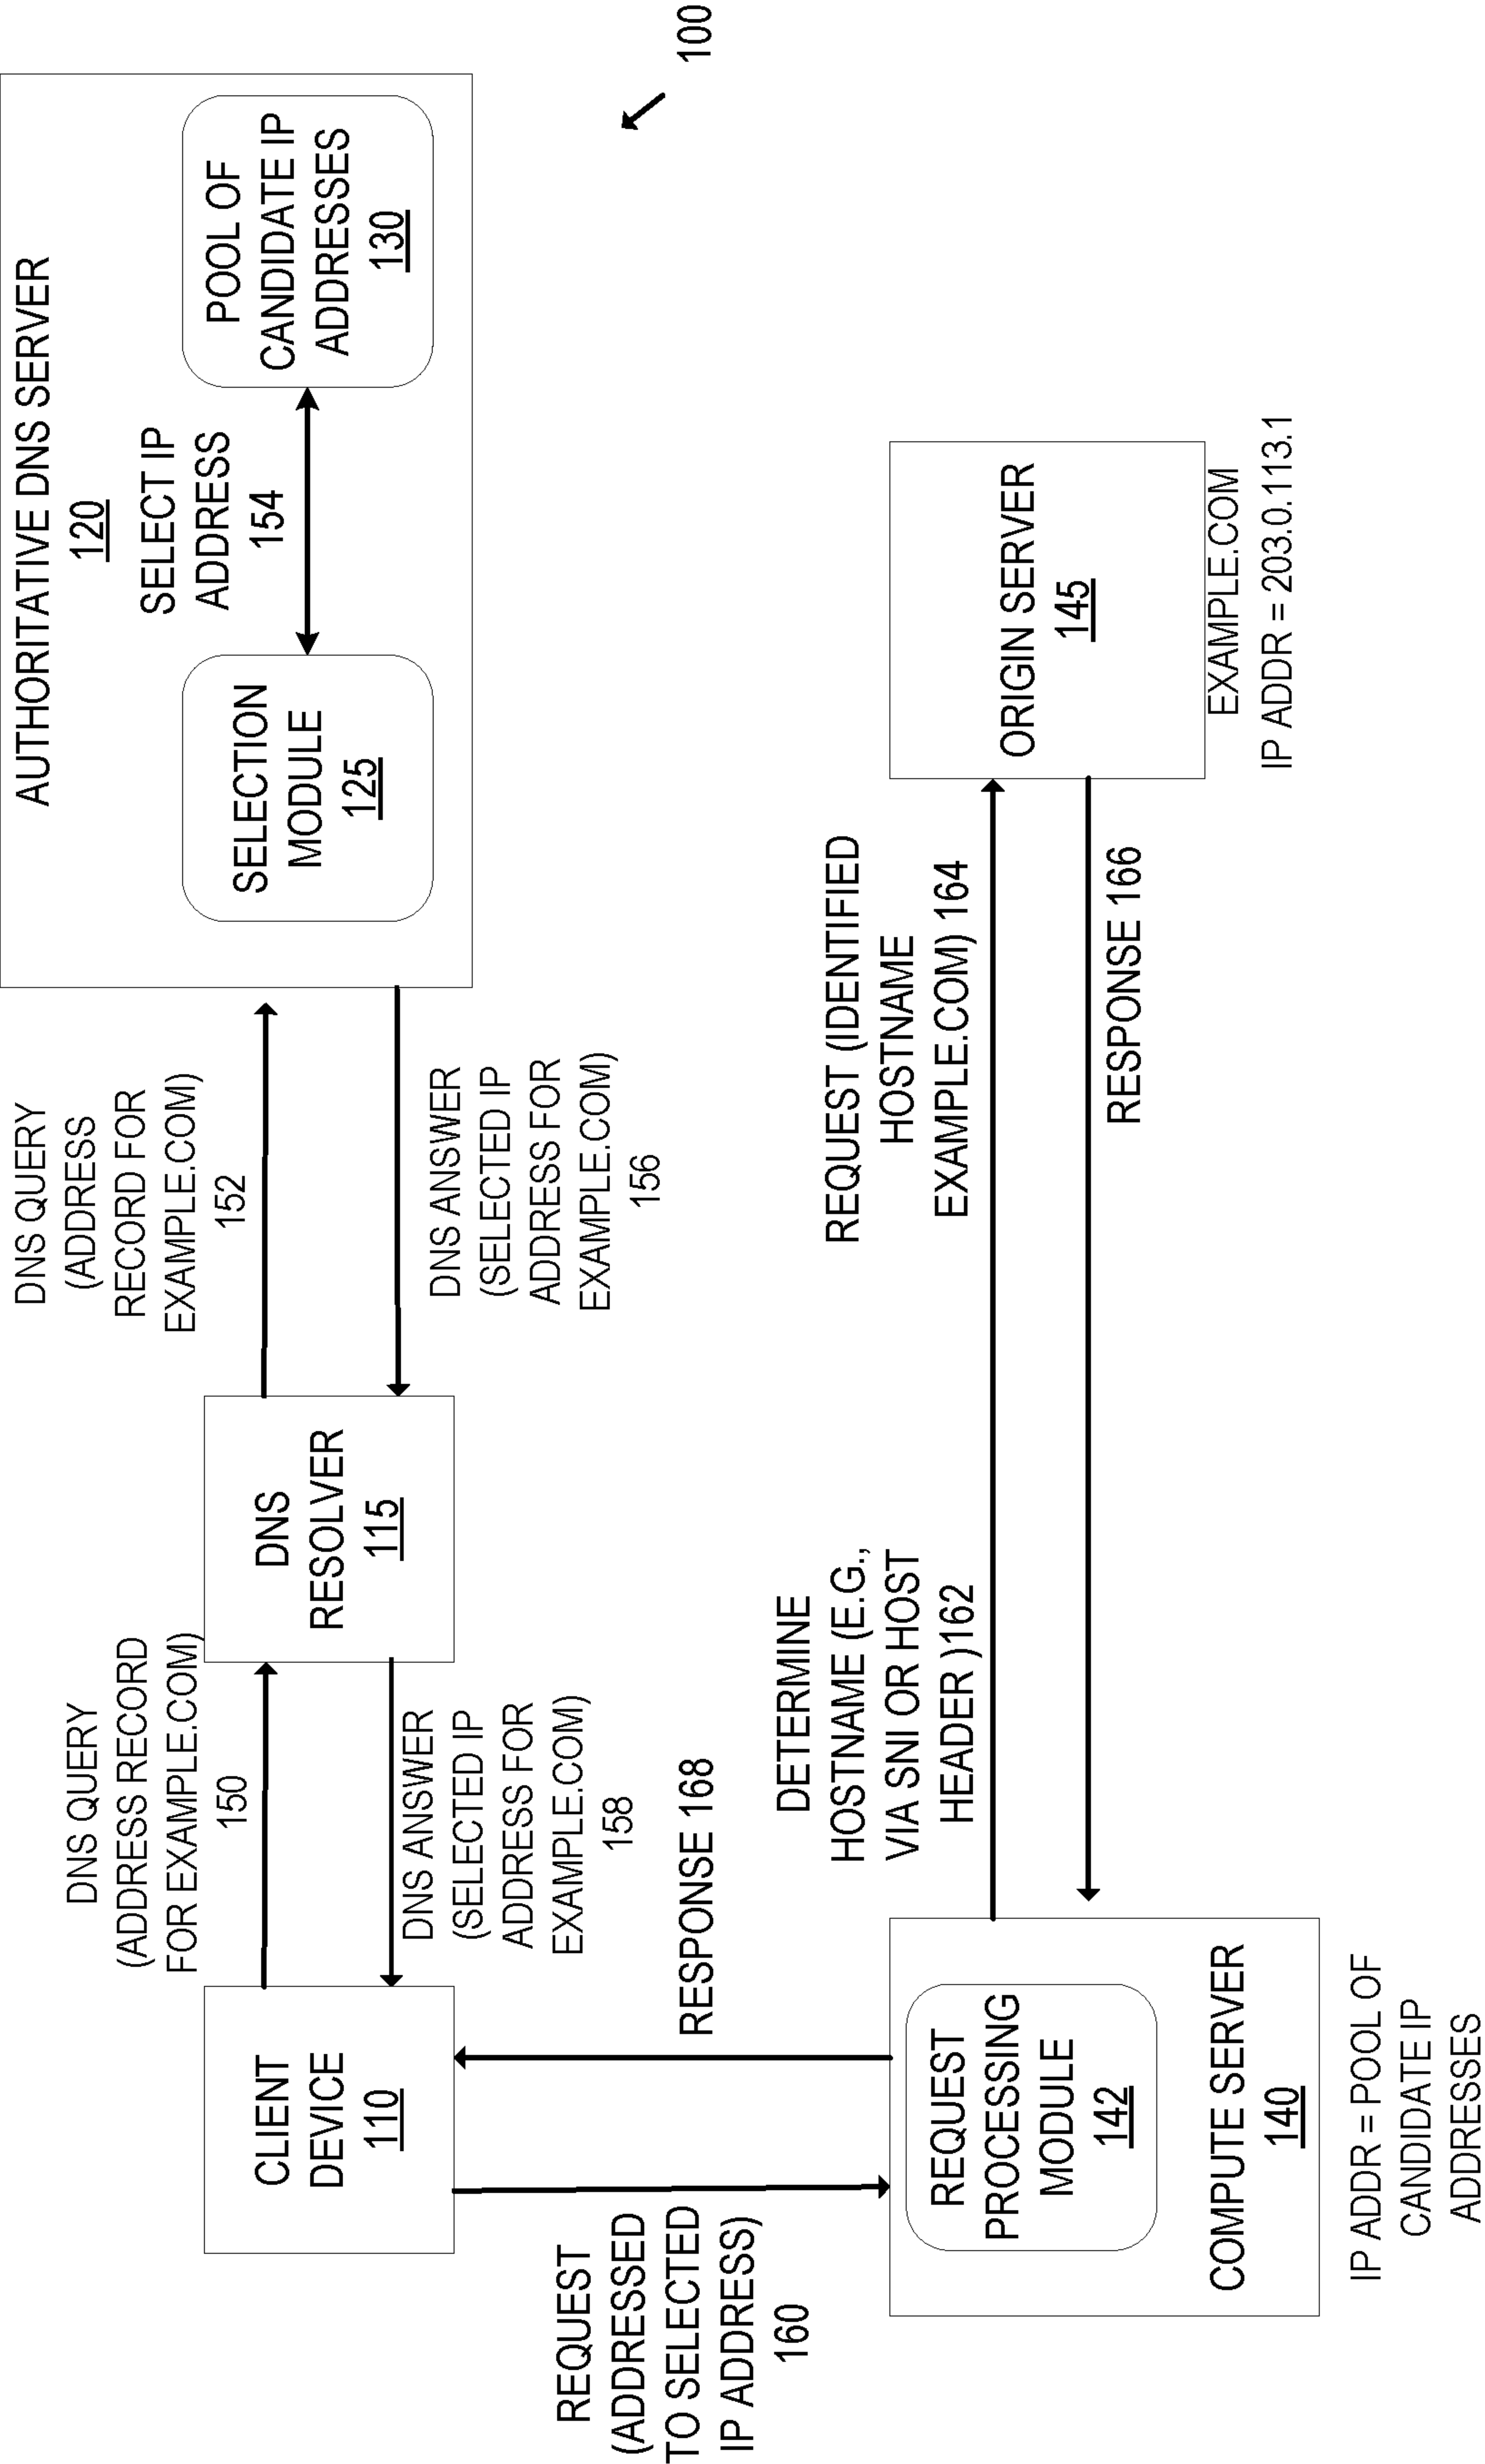 100
AUTHORITATIVE DNS SERVER
120
SELECT IP
ADDRESS
154
SELECTION
MODULE
125
POOL OF
CANDIDATE IP
ADDRESSES
130
DNS QUERY
(ADDRESS
RECORD FOR
EXAMPLE.COM)
152
DNS ANSWER
(SELECTED IP
ADDRESS FOR
EXAMPLE.COM)
156
DNS
RESOLVER
115
DNS QUERY
(ADDRESS RECORD
FOR EXAMPLE.COM)
150
DNS ANSWER
(SELECTED IP
ADDRESS FOR
EXAMPLE.COM)
158
CLIENT
DEVICE
110
REQUEST
(ADDRESSED
TO SELECTED
IP ADDRESS)
160
RESPONSE 168
DETERMINE
HOSTNAME (E.G.,
VIA SNI OR HOST
HEADER )162
REQUEST (IDENTIFIED
HOSTNAME
EXAMPLE.COM) 164
RESPONSE 166
ORIGIN SERVER
145
EXAMPLE.COM
IP ADDR = 203.0.113.1
REQUEST
PROCESSING
MODULE
142
COMPUTE SERVER
140
IP ADDR = POOL OF
CANDIDATE IP
ADDRESSES